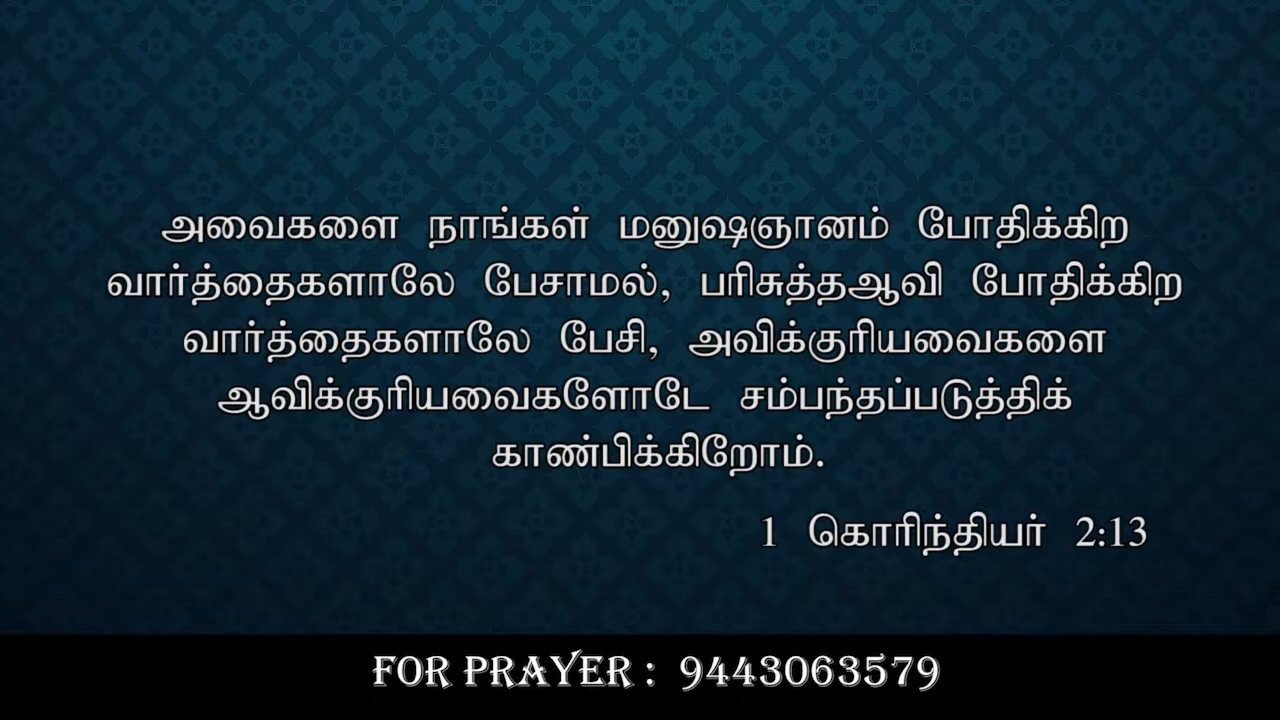 அவைகளை நாங்கள் மனுஷஞானம் போதிக்கிற
வார்த்தைகளாலே பேசாமல், பரிசுத்தஆவி போதிக்கிற
வார்த்தைகளாலே பேசி, அவிக்குரியவைகளை
ஆவிக்குரியவைகளோடே சம்பந்தப்படுத்திக்
காண்பிக்கிறோம்.
1 கொரிந்தியர் 2:13
FOR PRAYER : 9443063579